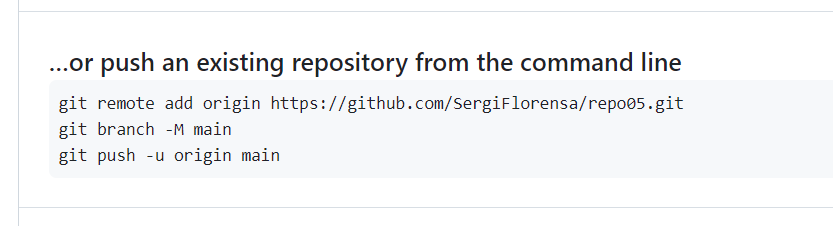 ...or push an existing repository from the command line
git remote add origin https://github.com/SergiFlorensa/repo05.git
git branch -M main
git push -u origin main